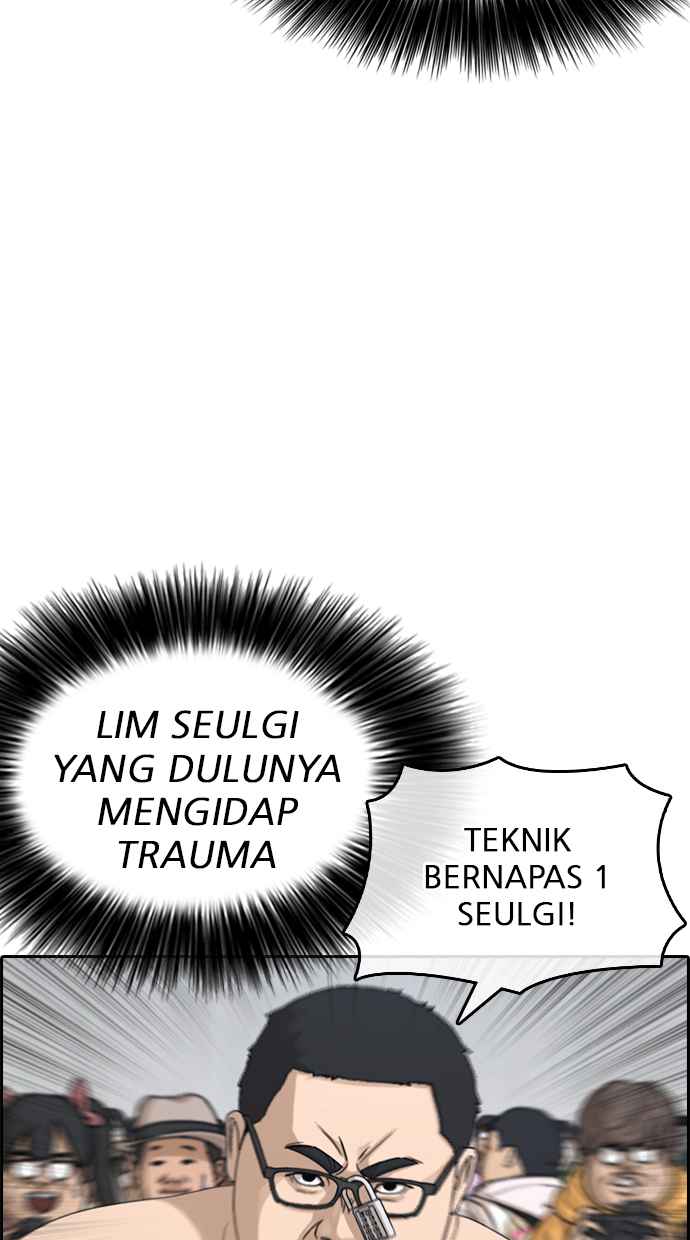 LIM SEULGI
YANG DULUNYA
MENGIDAP
TRAUMA
TEKNIK
BERNAPAS 1
SEULGI!